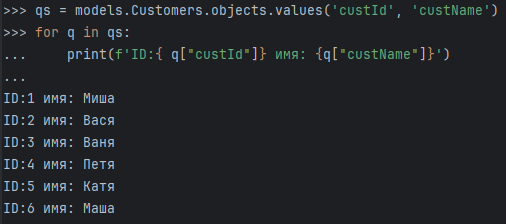 >>> qs = models.Customers.objects.values('custId', 'custName')
>>> for q in qs:
...     print(f'ID:{ q["custId"]} имя: {q["custName"]}')
...
ID:1 имя: Миша
ID:2 имя: Вася
ID:3 имя: Ваня
ID:4 имя: Петя
ID:5 имя: Катя
ID:6 имя: Маша